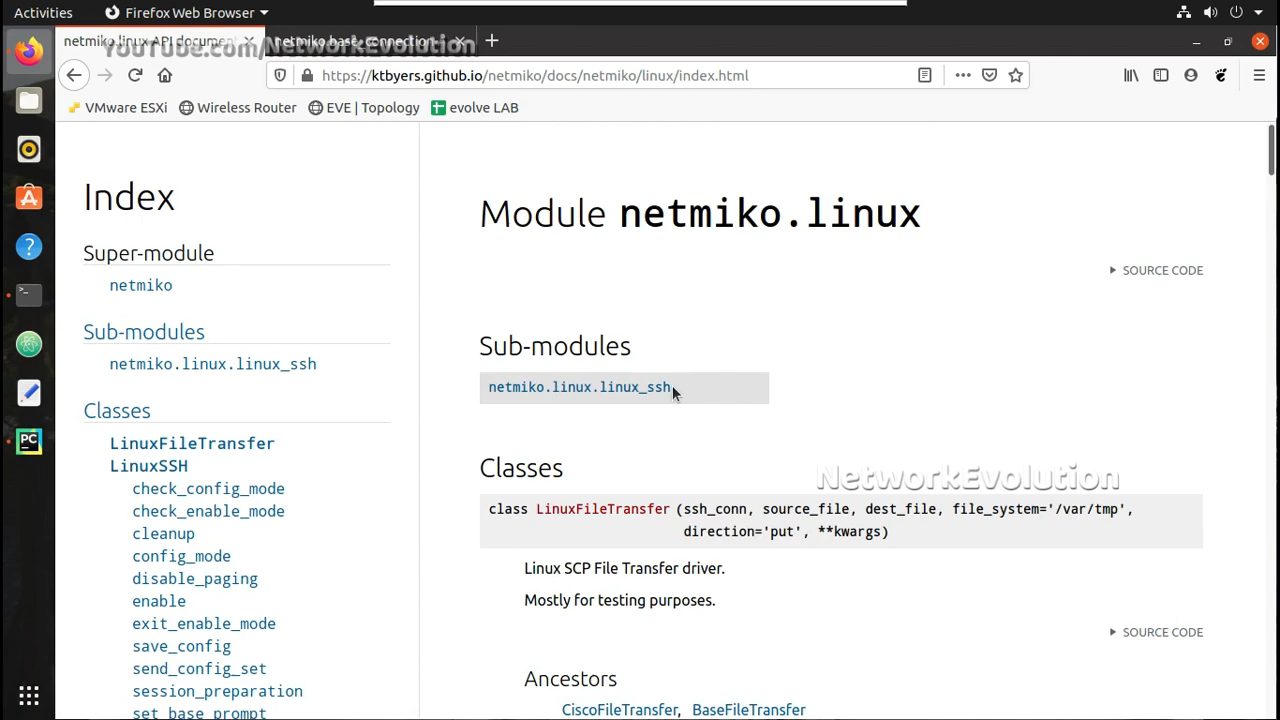 Activities
Firefox Web Browser
netmiko.linux API document
netmiko.base_connection
YouTube.com/NetworkEvolution
https://ktbyers.github.io/netmiko/docs/netmiko/linux/index.html
VMware ESXi
Wireless Router
EVE | Topology
evolve LAB
Index
Super-module
netmiko
Sub-modules
netmiko.linux.linux_ssh
Classes
LinuxFileTransfer
LinuxSSH
check_config_mode
check_enable_mode
cleanup
config_mode
disable_paging
enable
exit_enable_mode
save_config
send_config_set
session_preparation
set_base_prompt
Module netmiko.linux
SOURCE CODE
Sub-modules
netmiko.linux.linux_ssh
Classes
NetworkEvolution
class LinuxFileTransfer (ssh_conn, source_file, dest_file, file_system='/var/tmp',
direction='put', **kwargs)
Linux SCP File Transfer driver.
Mostly for testing purposes.
SOURCE CODE
Ancestors
CiscoFileTransfer, BaseFileTransfer